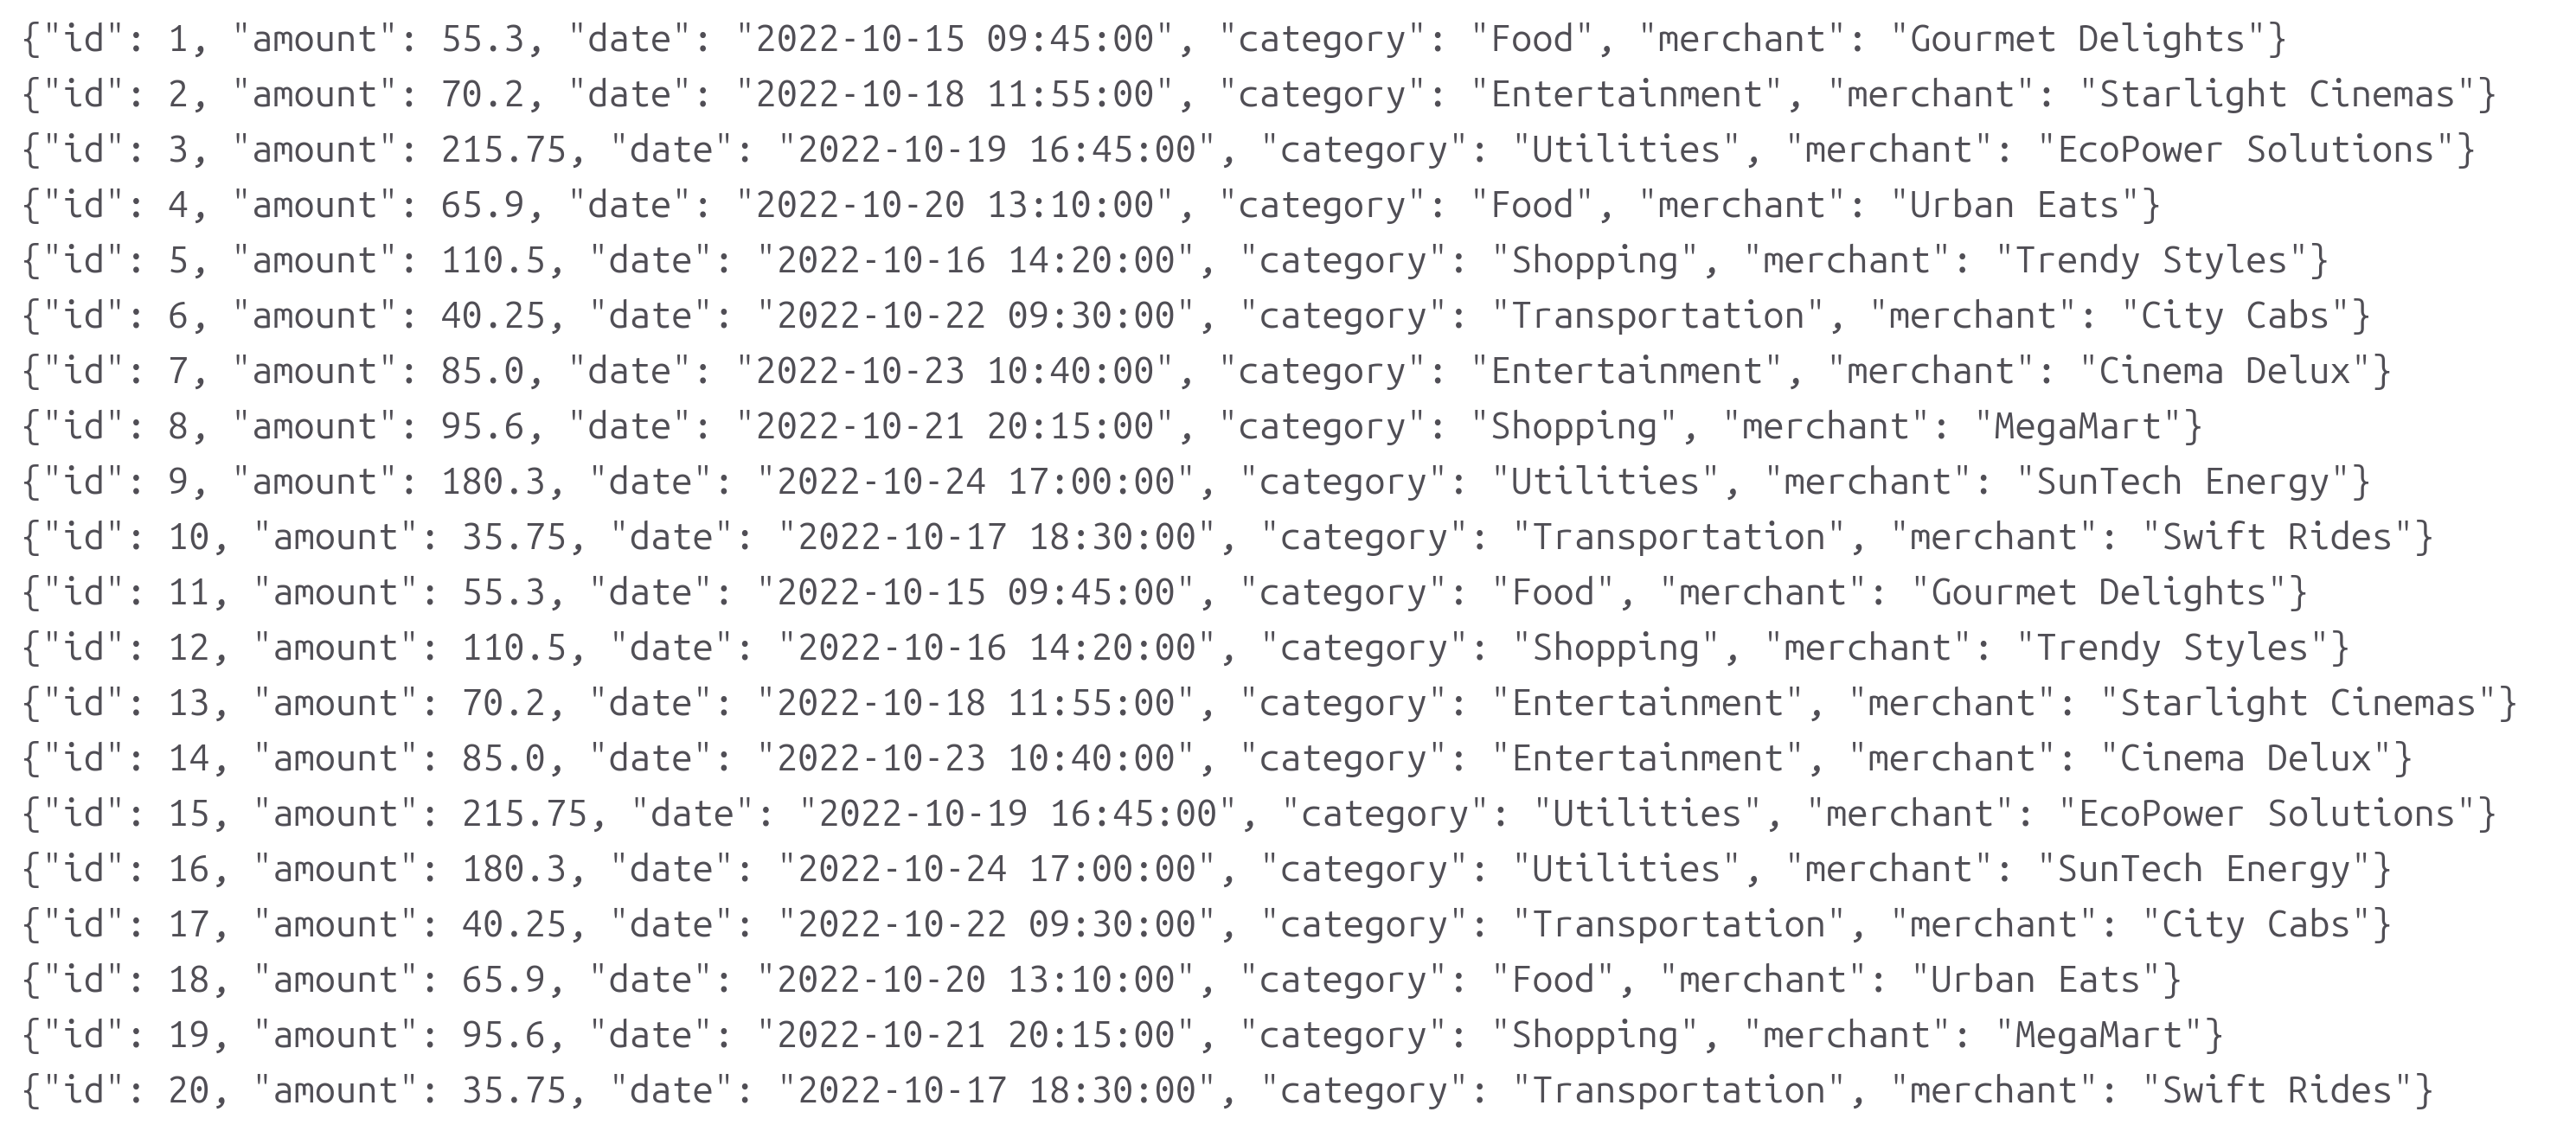 {"id": 1, "amount": 55.3, "date": "2022-10-15 09:45:00", "category": "Food", "merchant": "Gourmet Delights"}
{"id": 2, "amount": 70.2, "date": "2022-10-18 11:55:00", "category": "Entertainment", "merchant": "Starlight Cinemas"}
{"id": 3, "amount": 215.75, "date": "2022-10-19 16:45:00", "category": "Utilities", "merchant": "EcoPower Solutions"}
{"id": 4, "amount": 65.9, "date": "2022-10-20 13:10:00", "category": "Food", "merchant": "Urban Eats"}
{"id": 5, "amount": 110.5, "date": "2022-10-16 14:20:00", "category": "Shopping", "merchant": "Trendy Styles"}
{"id": 6, "amount": 40.25, "date": "2022-10-22 09:30:00", "category": "Transportation", "merchant": "City Cabs"}
{"id": 7, "amount": 85.0, "date": "2022-10-23 10:40:00", "category": "Entertainment", "merchant": "Cinema Delux"}
{"id": 8, "amount": 95.6, "date": "2022-10-21 20:15:00", "category": "Shopping", "merchant": "MegaMart"}
{"id": 9, "amount": 180.3, "date": "2022-10-24 17:00:00", "category": "Utilities", "merchant": "SunTech Energy"}
{"id": 10, "amount": 35.75, "date": "2022-10-17 18:30:00", "category": "Transportation", "merchant": "Swift Rides"}
{"id": 11, "amount": 55.3, "date": "2022-10-15 09:45:00", "category": "Food", "merchant": "Gourmet Delights"}
{"id": 12, "amount": 110.5, "date": "2022-10-16 14:20:00", "category": "Shopping", "merchant": "Trendy Styles"}
{"id": 13, "amount": 70.2, "date": "2022-10-18 11:55:00", "category": "Entertainment", "merchant": "Starlight Cinemas"}
{"id": 14, "amount": 85.0, "date": "2022-10-23 10:40:00", "category": "Entertainment", "merchant": "Cinema Delux"}
{"id": 15, "amount": 215.75, "date": "2022-10-19 16:45:00", "category": "Utilities", "merchant": "EcoPower Solutions"}
{"id": 16, "amount": 180.3, "date": "2022-10-24 17:00:00", "category": "Utilities", "merchant": "SunTech Energy"}
{"id": 17, "amount": 40.25, "date": "2022-10-22 09:30:00", "category": "Transportation", "merchant": "City Cabs"}
{"id": 18, "amount": 65.9, "date": "2022-10-20 13:10:00", "category": "Food", "merchant": "Urban Eats"}
{"id": 19, "amount": 95.6, "date": "2022-10-21 20:15:00", "category": "Shopping", "merchant": "MegaMart"}
{"id": 20, "amount": 35.75, "date": "2022-10-17 18:30:00", "category": "Transportation", "merchant": "Swift Rides"}